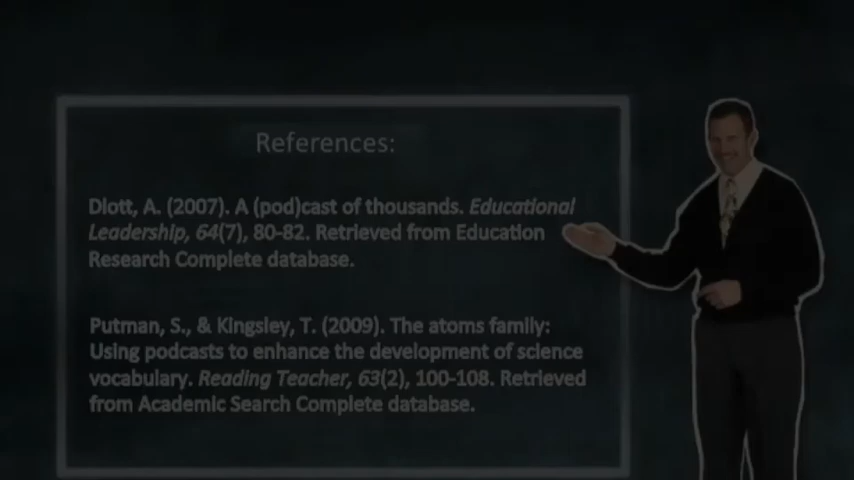 References:
Dlott, A. (2007). A (pod)cast of thousands. Educational
Leadership, 64(7), 80-82. Retrieved from Education
Research Complete database.
Putman, S., & Kingsley, T. (2009). The atoms family:
Using podcasts to enhance the development of science
vocabulary. Reading Teacher, 63(2), 100-108. Retrieved
from Academic Search Complete database.